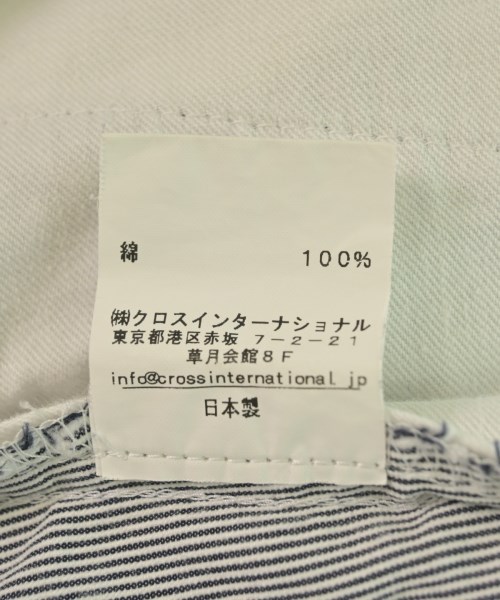 綿 100%
㈱クロスインターナショナル
東京都港区赤坂 7-2-21
草月会館8F
info@crossinternational.jp
日本製